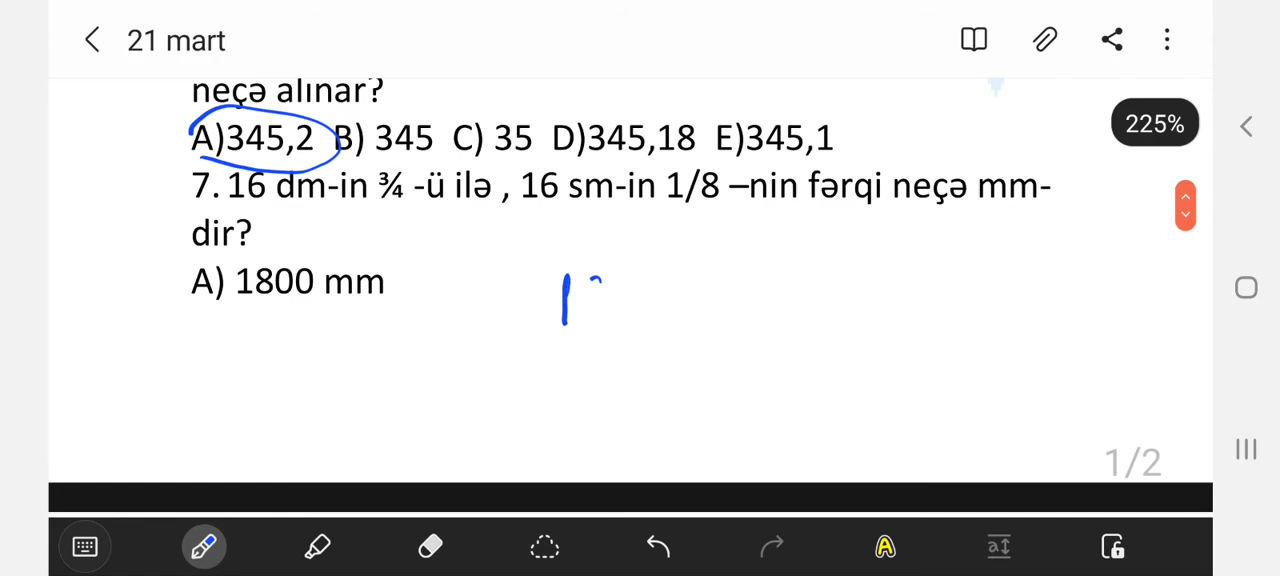 21 mart
neçə alınar?
A)345,2 B) 345 C) 35 D)345,18 E)345,1
225%
7. 16 dm-in ¾ -ü ilə , 16 sm-in 1/8 –nin fərqi neçə mm-
dir?
A) 1800 mm
1/2
A
a